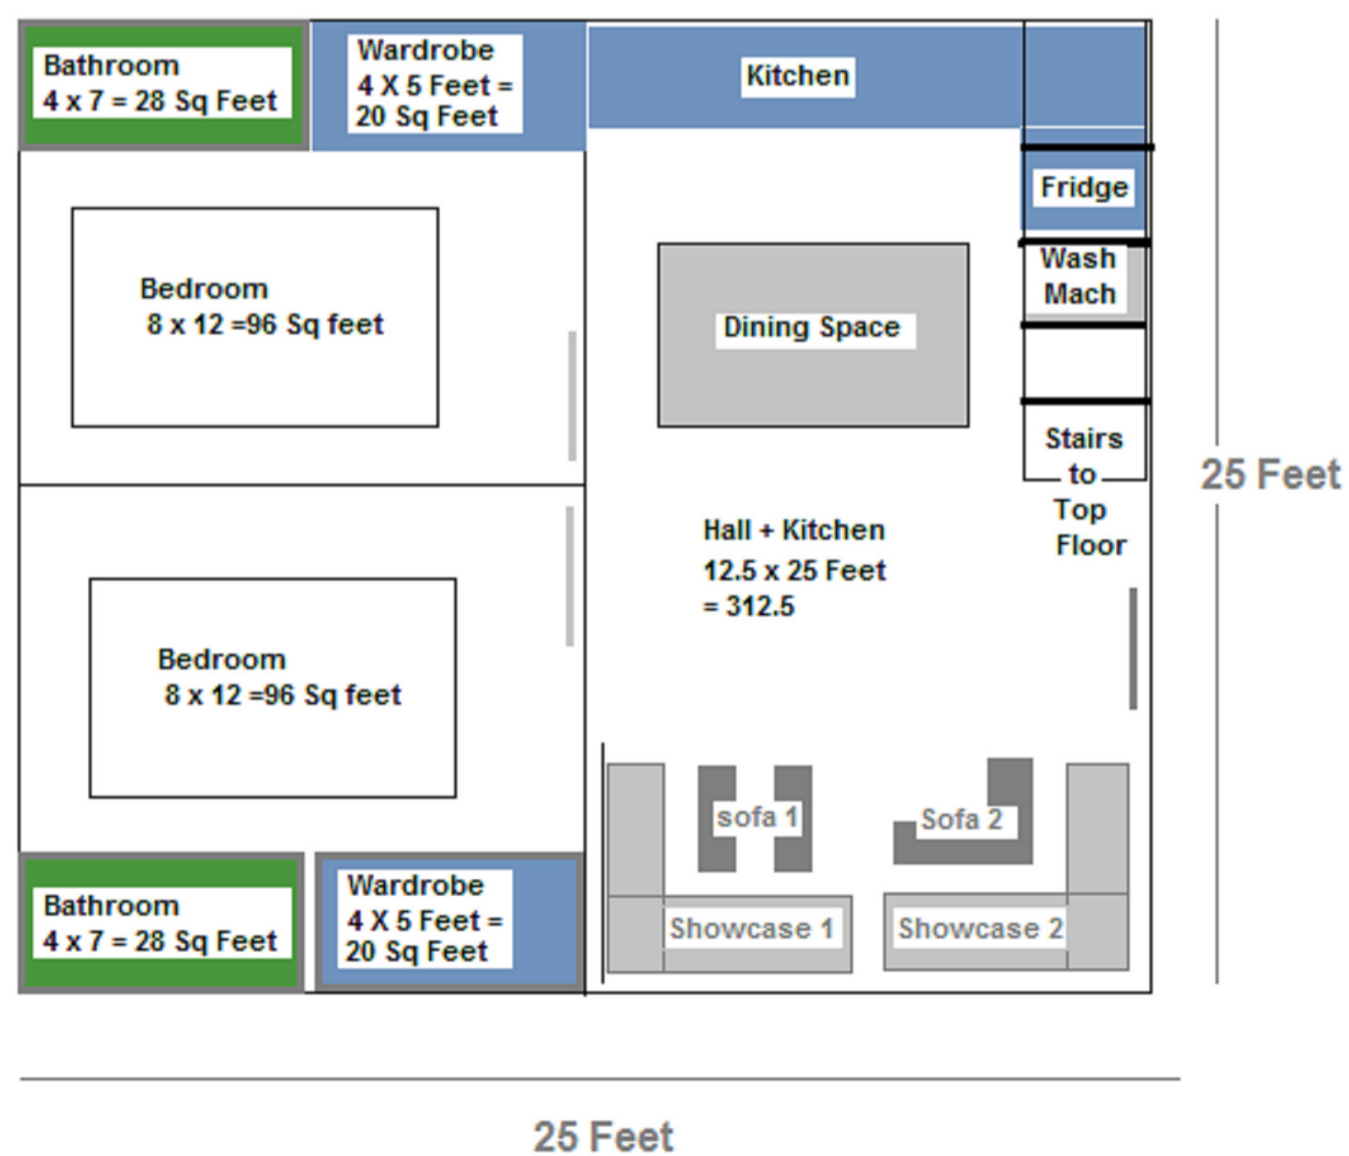 Bathroom
4 x 7 = 28 Sq Feet
Wardrobe
4 X 5 Feet =
20 Sq Feet
Kitchen
Fridge
Wash
Mach
Bedroom
8 x 12 =96 Sq feet
Dining Space
Stairs
to
Top
Floor
25 Feet
Hall + Kitchen
12.5 x 25 Feet
= 312.5
Bedroom
8 x 12 =96 Sq feet
sofa 1
Sofa 2
Bathroom
4 x 7 = 28 Sq Feet
Wardrobe
4 X 5 Feet =
20 Sq Feet
Showcase 1
Showcase 2
25 Feet